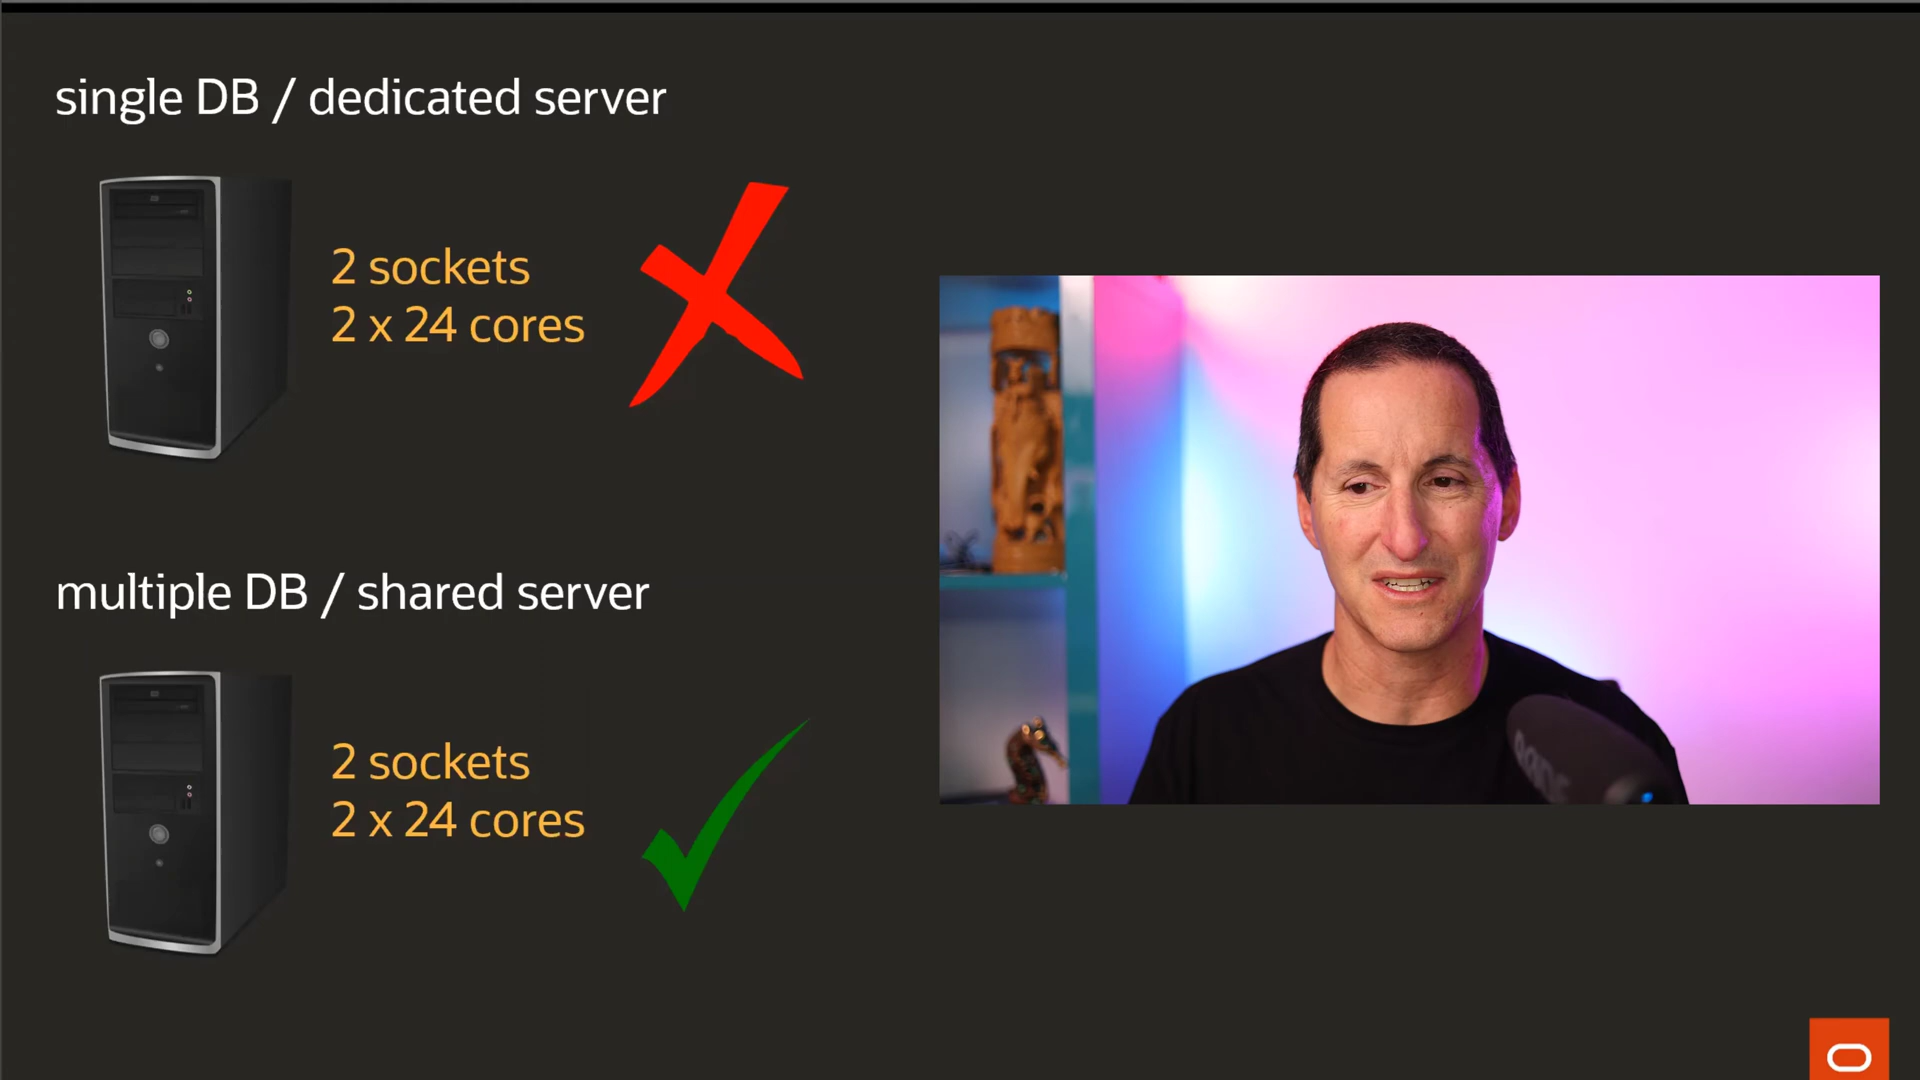 single DB / dedicated server
2 sockets
2 x 24 cores
multiple DB / shared server
2 sockets
2 x 24 cores